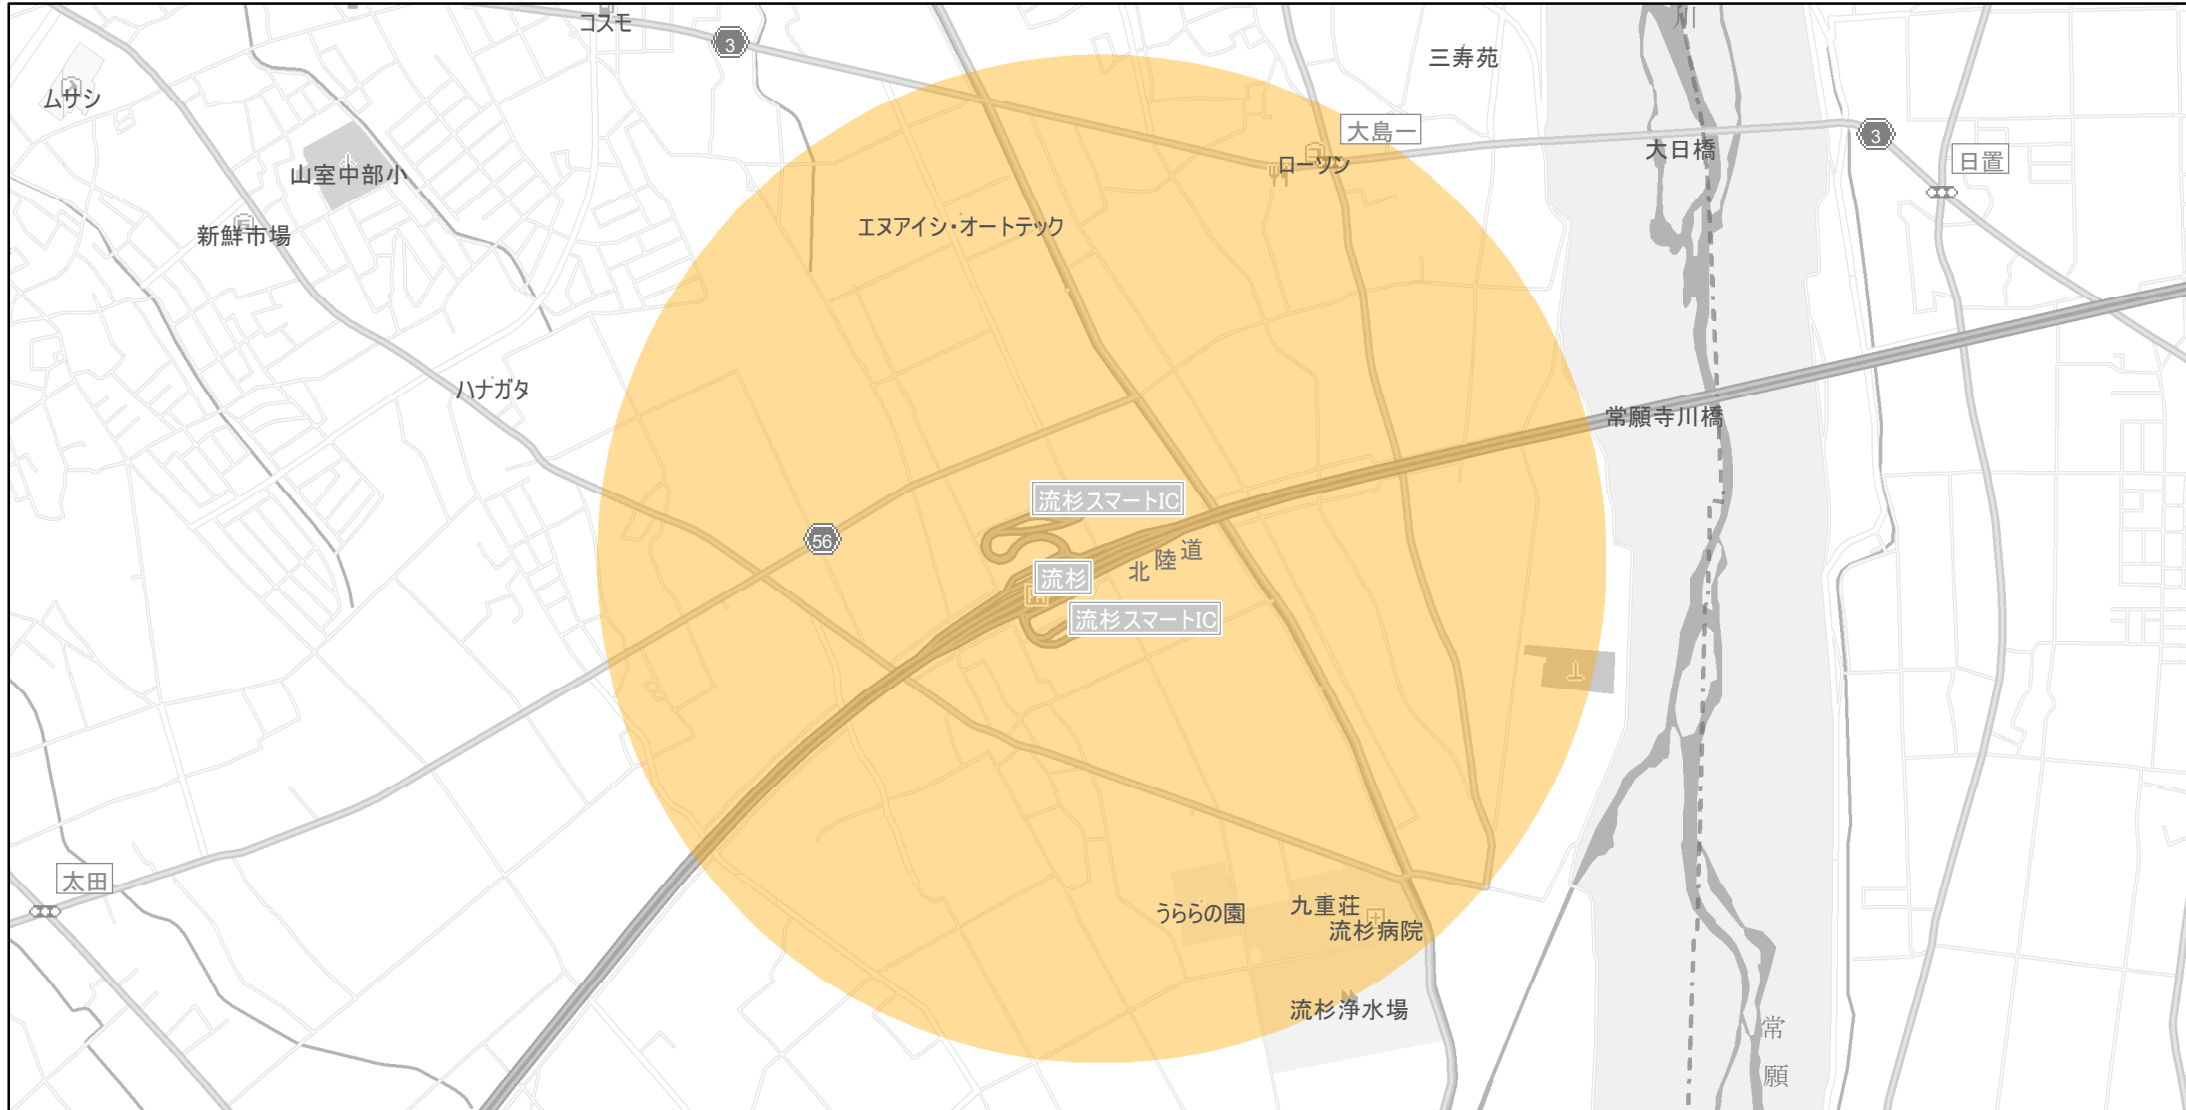 コスモ
川
3
三寿苑
ムサシ
大島一
3
大日橋
日置
ローソン
山室中部小
エヌアイシ・オートテック
新鮮市場
ハナガタ
常願寺川橋
流杉スマートIC
56
北陸道
流杉
流杉スマートIC
太田
うららの園
九重荘
流杉病院
流杉浄水場
常願